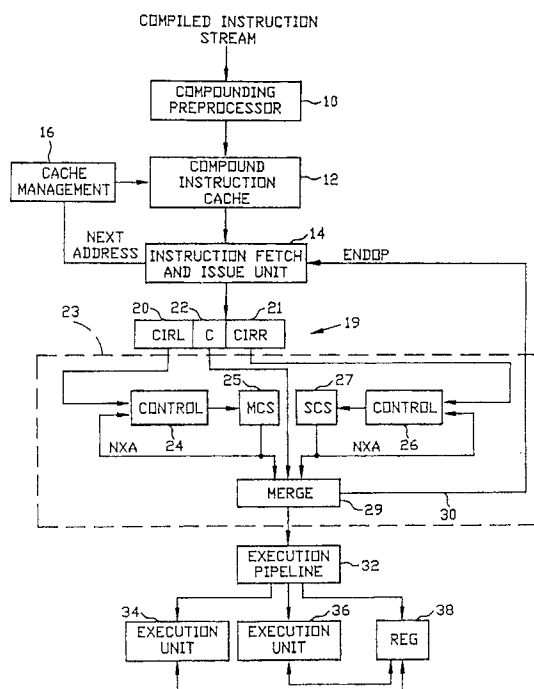 COMPILED INSTRUCTION
STREAM
COMPOUNDING
PREPROCESSOR
10
16
CACHE
MANAGEMENT
COMPOUND
INSTRUCTION
CACHE
12
NEXT
ADDRESS
14
INSTRUCTION FETCH
AND ISSUE UNIT
ENDOP
20
22
21
CIRL
C
CIRR
19
23
25
27
CONTROL
MCS
SCS
CONTROL
NXA
24
NXA
26
MERGE
29
30
EXECUTION
PIPELINE
32
34
36
38
EXECUTION
UNIT
EXECUTION
UNIT
REG